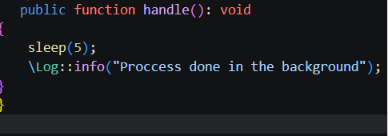 public function handle(): void
{
sleep(5);
\Log::info("Proccess done in the background");
}
}